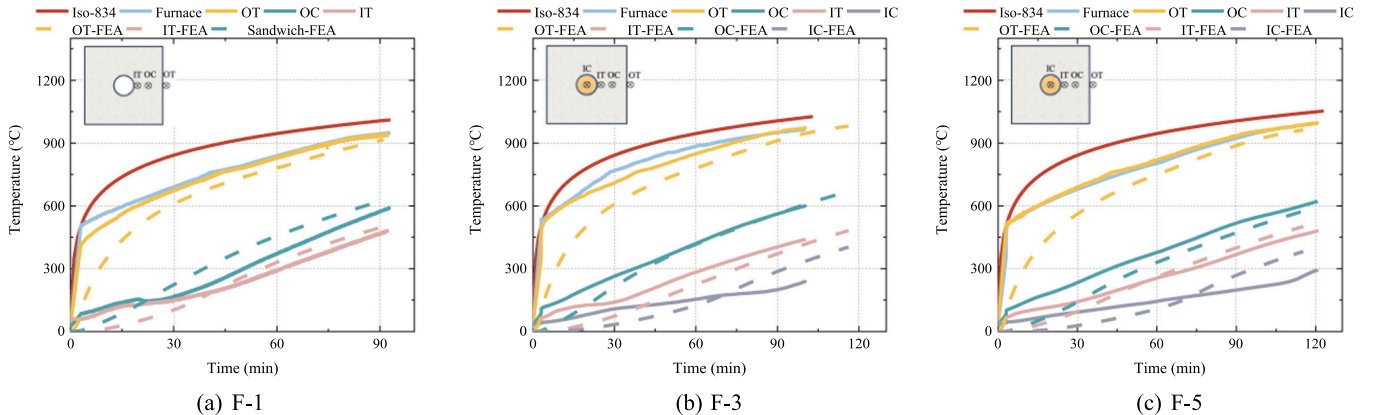 Iso-834 Furnace OT OC IT
OT-FEA IT-FEA Sandwich-FEA
1200
900
600
300
0
Temperature (°C)
IT OC OT
0 30 60 90
Time (min)
(a) F-1
Iso-834 Furnace OT OC IT IC
OT-FEA IT-FEA OC-FEA IC-FEA
1200
900
600
300
0
Temperature (°C)
IC
IT OC OT
0 30 60 90 120
Time (min)
(b) F-3
Iso-834 Furnace OT OC IT IC
OT-FEA OC-FEA IT-FEA IC-FEA
1200
900
600
300
0
Temperature (°C)
IC
IT OC OT
0 30 60 90 120
Time (min)
(c) F-5